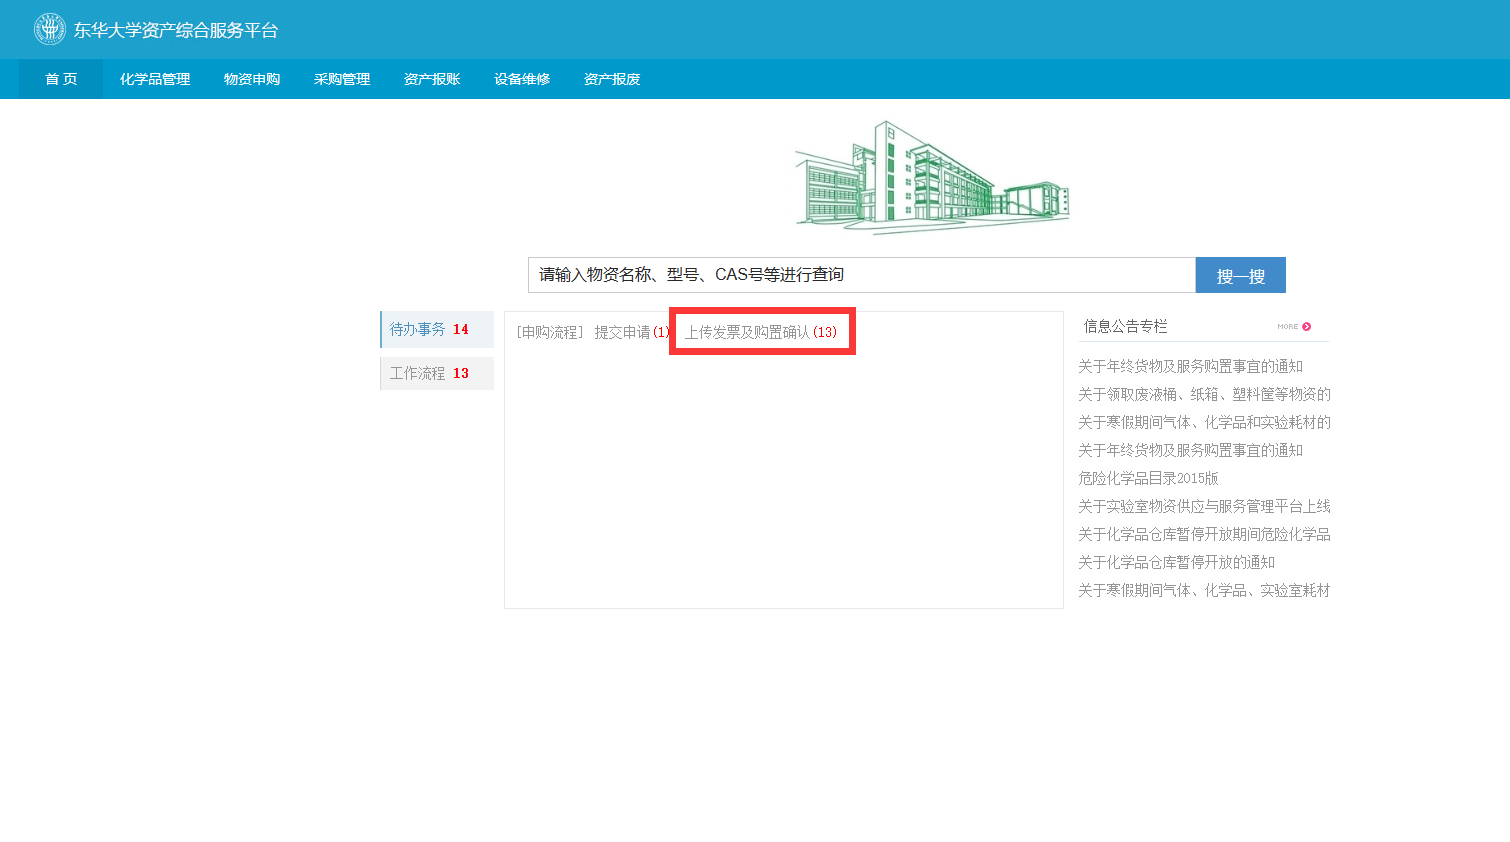 东华大学资产综合服务平台
首 页 化学品管理 物资申购 采购管理 资产报账 设备维修 资产报废
请输入物资名称、型号、CAS号等进行查询 搜一搜
待办事务 14
工作流程 13
[申购流程] 提交申请(1) 上传发票及购置确认(13)
信息公告专栏 MORE
关于年终货物及服务购置事宜的通知
关于领取废液桶、纸箱、塑料筐等物资的
关于寒假期间气体、化学品和实验耗材的
关于年终货物及服务购置事宜的通知
危险化学品目录2015版
关于实验室物资供应与服务管理平台上线
关于化学品仓库暂停开放期间危险化学品
关于化学品仓库暂停开放的通知
关于寒假期间气体、化学品、实验室耗材